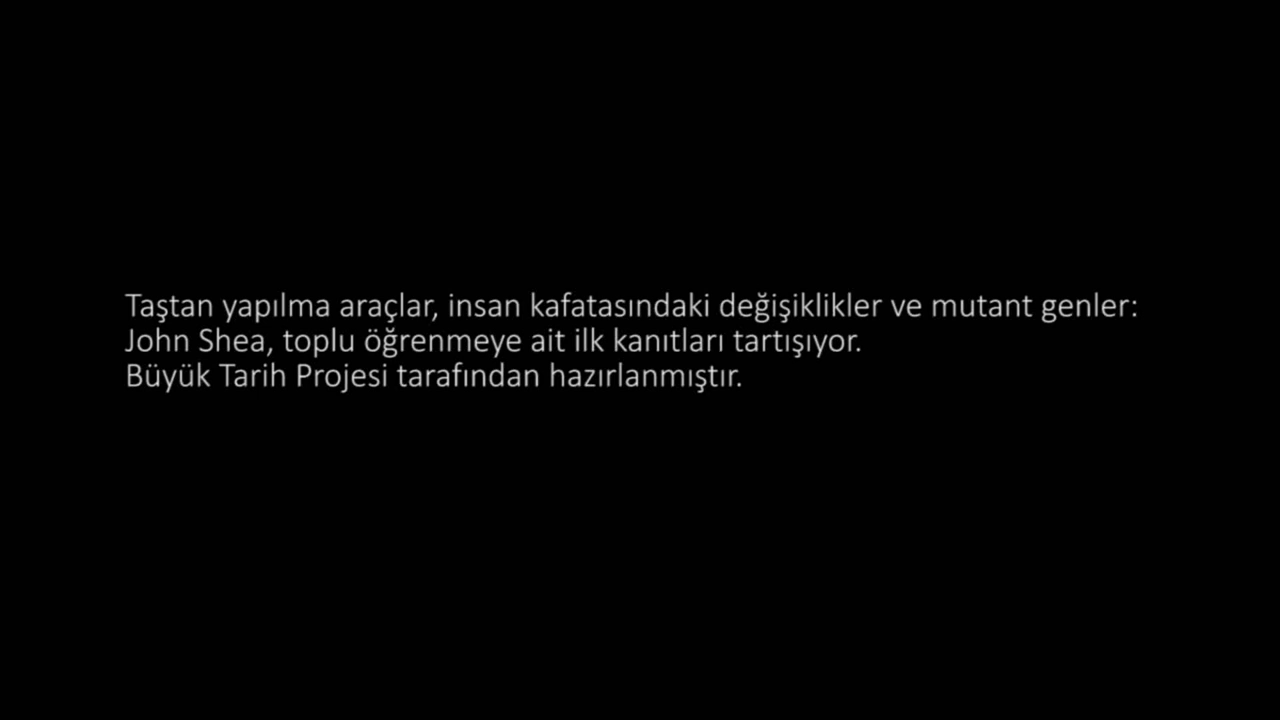 Taştan yapılma araçlar, insan kafatasındaki değişiklikler ve mutant genler:
John Shea, toplu öğrenmeye ait ilk kanıtları tartışıyor.
Büyük Tarih Projesi tarafından hazırlanmıştır.